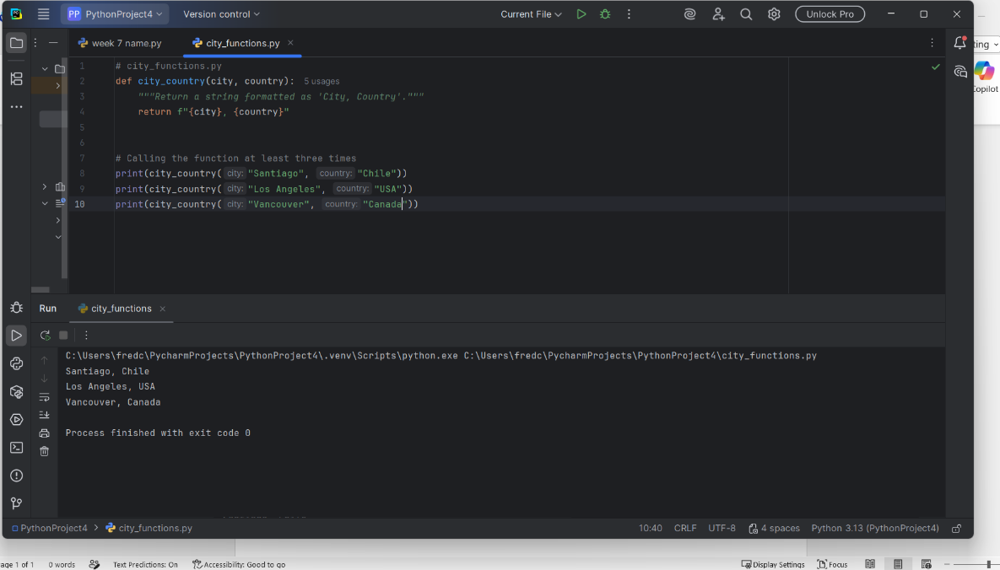 PP PythonProject4 Version control Current File Unlock Pro
week 7 name.py city_functions.py
1 # city_functions.py
2 def city_country(city, country): 5 usages
3 """Return a string formatted as 'City, Country'."""
4 return f"{city}, {country}"
5
6
7 # Calling the function at least three times
8 print(city_country( city: "Santiago", country: "Chile"))
9 print(city_country( city: "Los Angeles", country: "USA"))
10 print(city_country( city: "Vancouver", country: "Canada"))
Run city_functions
C:\Users\fredc\PycharmProjects\PythonProject4\.venv\Scripts\python.exe C:\Users\fredc\PycharmProjects\PythonProject4\city_functions.py
Santiago, Chile
Los Angeles, USA
Vancouver, Canada
Process finished with exit code 0
PythonProject4 > city_functions.py 10:40 CRLF UTF-8 4 spaces Python 3.13 (PythonProject4)
age 1 of 1 0 words Text Predictions: On Accessibility: Good to go Display Settings Focus
ting
opilot